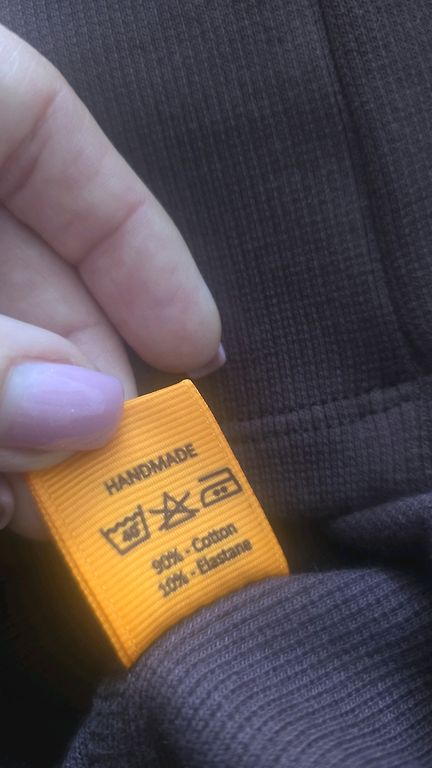 HANDMADE
40°
90% - Cotton
10% - Elastane